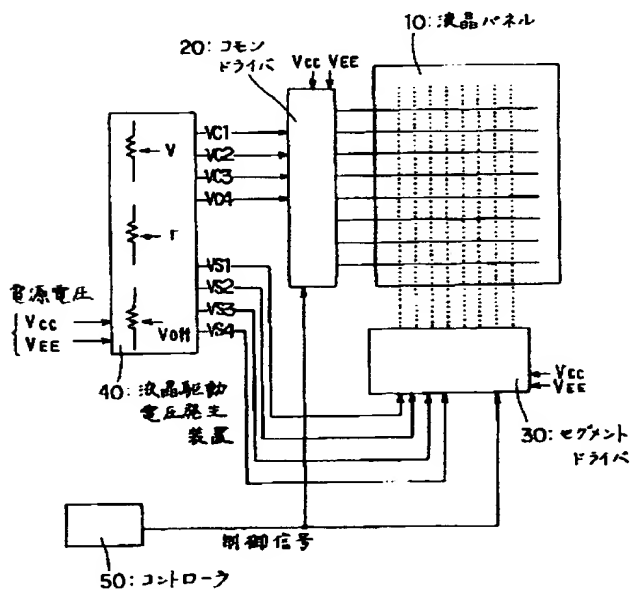 10:液晶パネル
20:コモン
ドライバ
VCC VEE
VC1
VC2
VC3
VC4
V
r
Voff
VS1
VS2
VS3
VS4
電源電圧
VCC
VEE
40:液晶駆動
電圧発生
装置
VCC
VEE
30:セグメント
ドライバ
制御信号
50:コントローラ